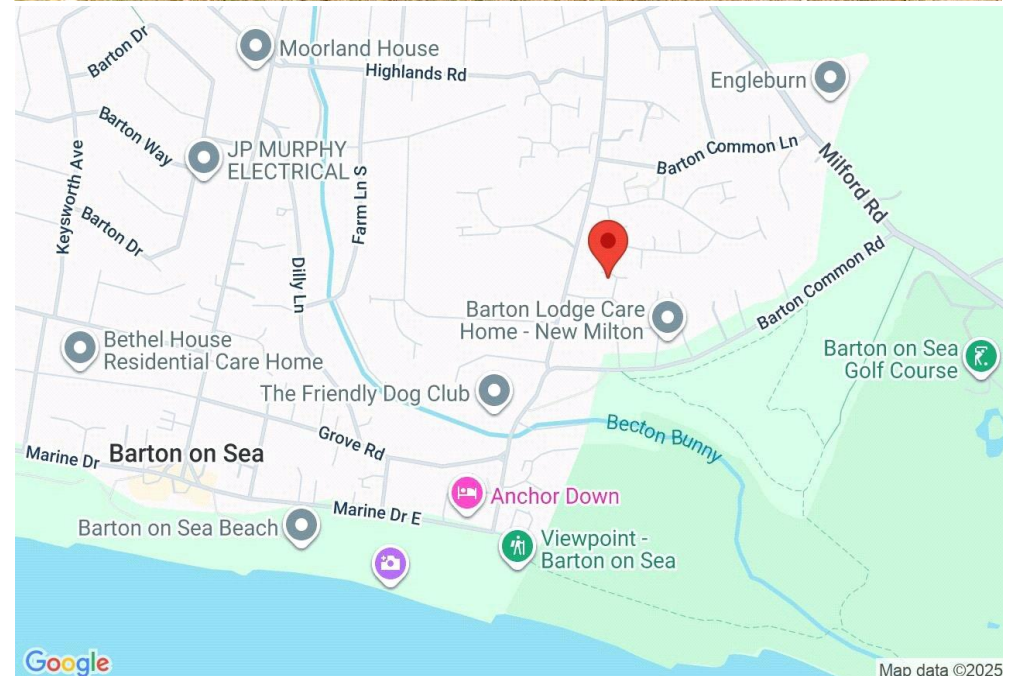 Barton Dr
Moorland House
Highlands Rd
Engleburn
Barton Way
JP MURPHY
ELECTRICAL
Farm Ln S
Barton Common Ln
Milford Rd
Keysworth Ave
Barton Dr
Dilly Ln
Barton Common Rd
Barton Lodge Care
Home - New Milton
Bethel House
Residential Care Home
Barton on Sea
Golf Course
The Friendly Dog Club
Becton Bunny
Grove Rd
Marine Dr
Barton on Sea
Anchor Down
Marine Dr E
Barton on Sea Beach
Viewpoint -
Barton on Sea
Google
Map data ©2025